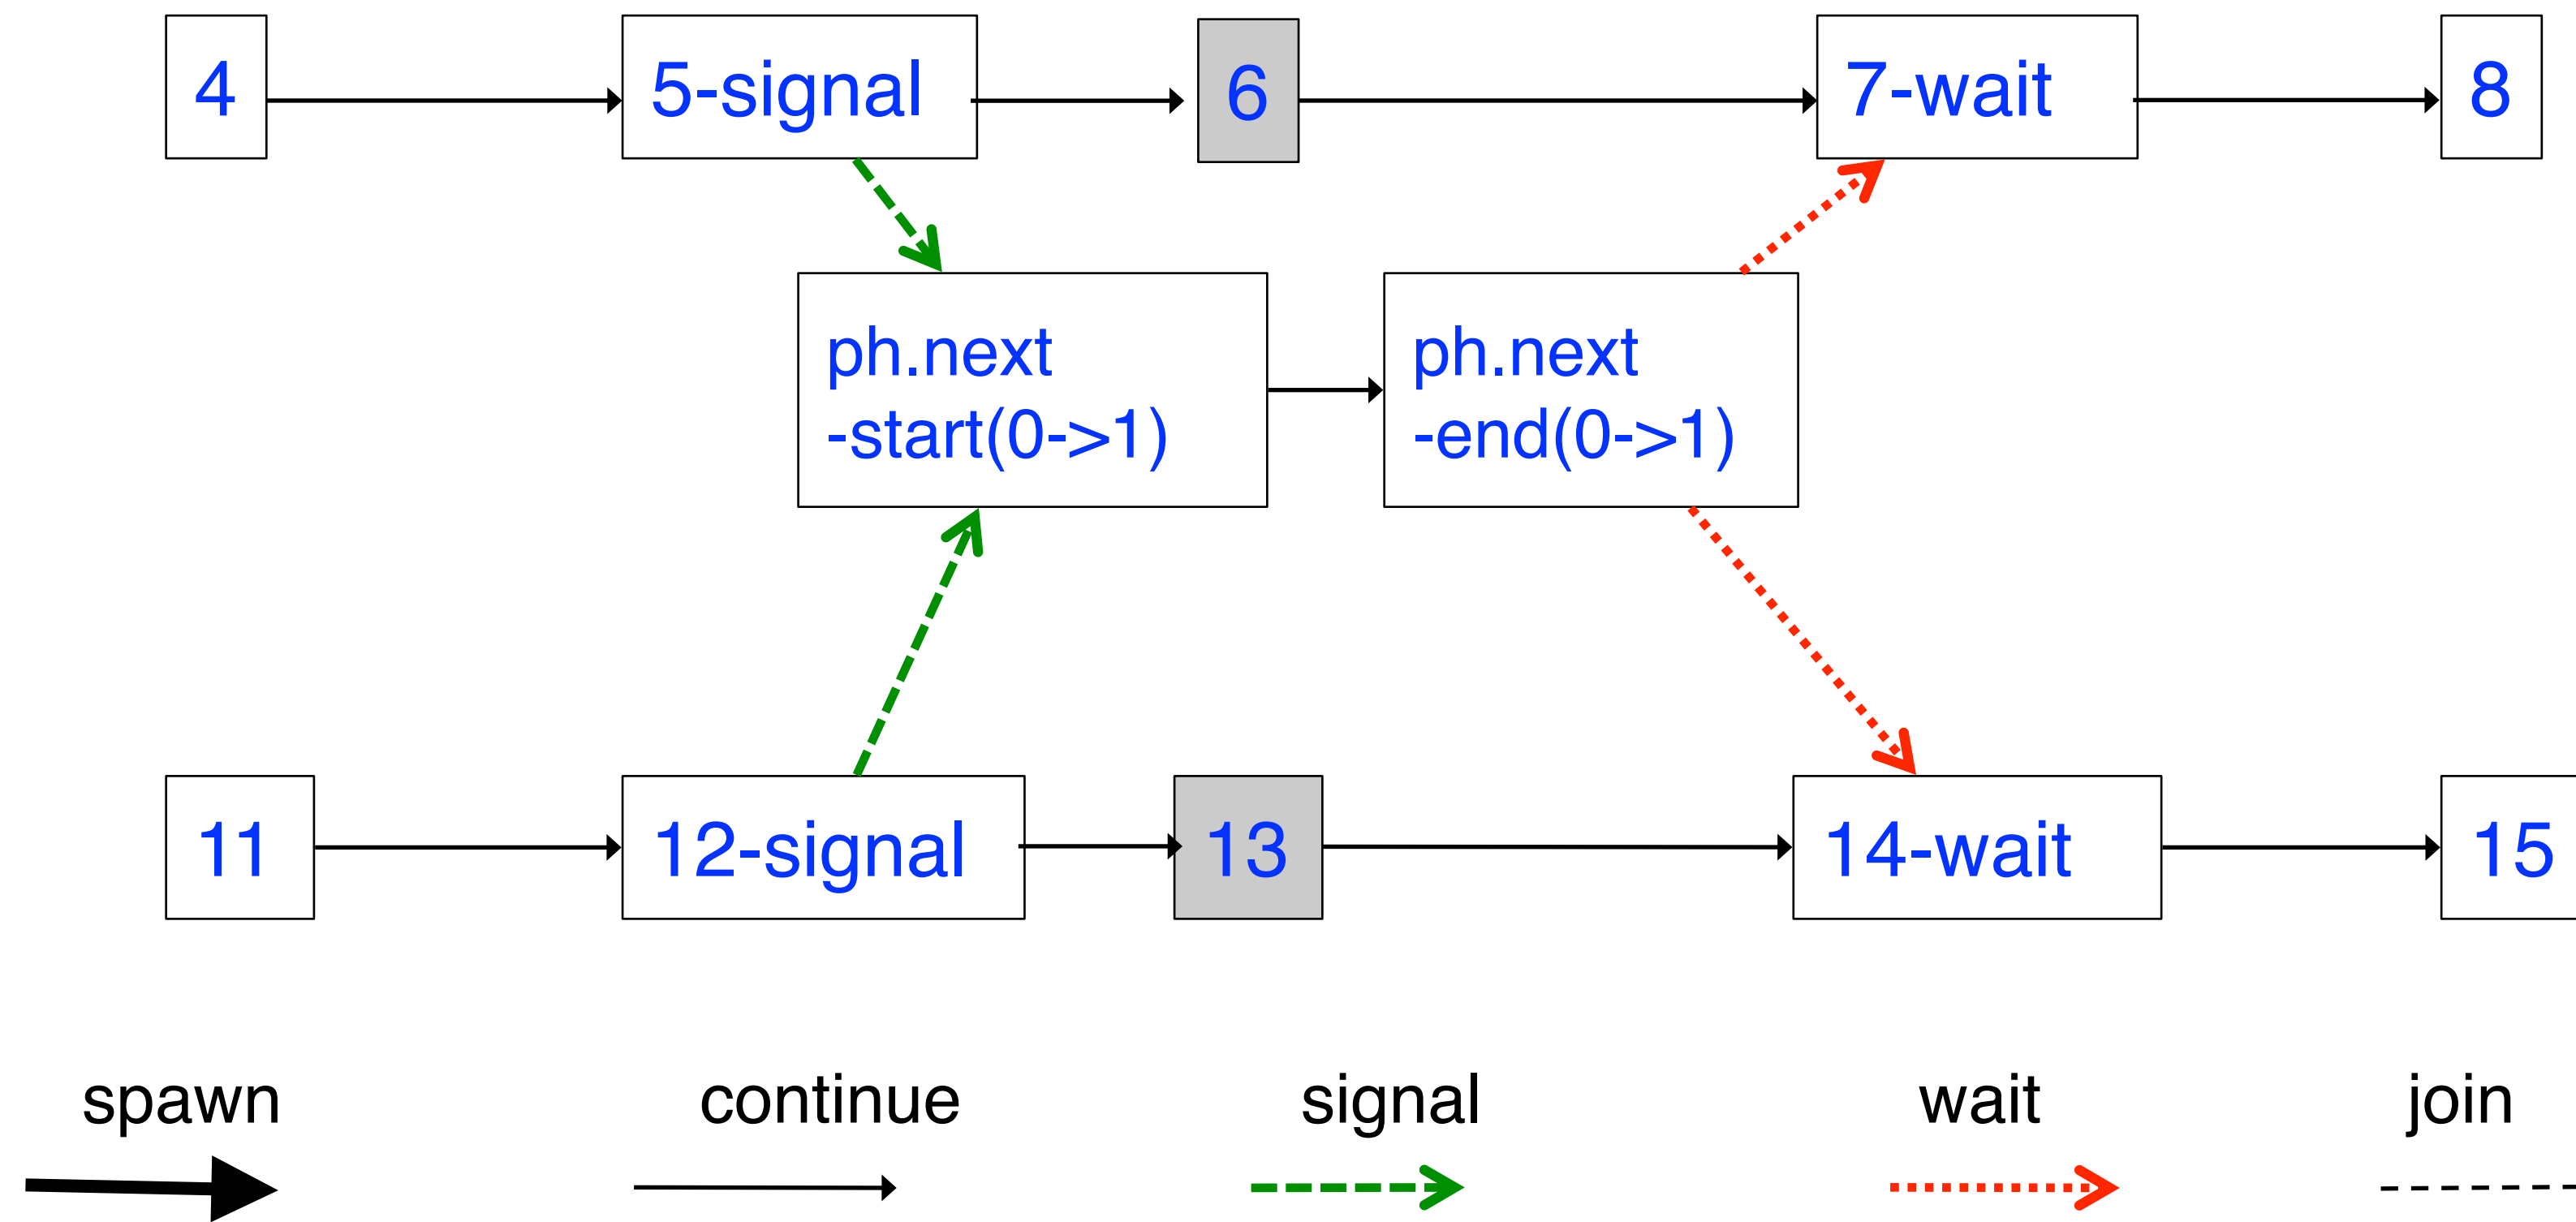 4
5-signal
6
7-wait
8
ph.next
-start(0->1)
ph.next
-end(0->1)
11
12-signal
13
14-wait
15
spawn
continue
signal
wait
join